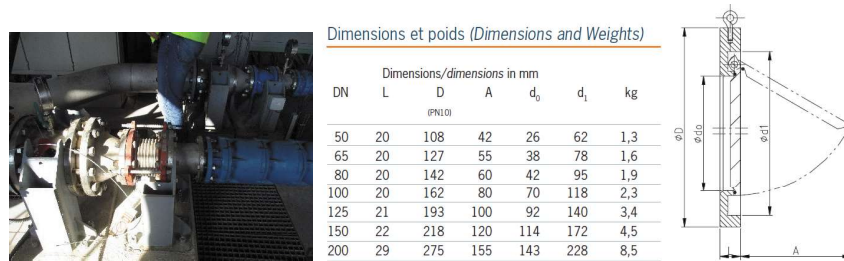 Dimensions et poids (Dimensions and Weights)
Dimensions/dimensions in mm
DN L D A d₀ d₁ kg
(PN10)
50 20 108 42 26 62 1,3
65 20 127 55 38 78 1,6
80 20 142 60 42 95 1,9
100 20 162 80 70 118 2,3
125 21 193 100 92 140 3,4
150 22 218 120 114 172 4,5
200 29 275 155 143 228 8,5
ΦD
Φdo
Φd1
L
A